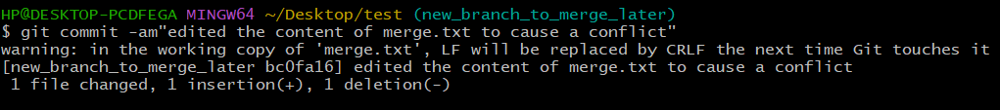 HP@DESKTOP-PCDFEGA MINGW64 ~/Desktop/test (new_branch_to_merge_later)
$ git commit -am"edited the content of merge.txt to cause a conflict"
warning: in the working copy of 'merge.txt', LF will be replaced by CRLF the next time Git touches it
[new_branch_to_merge_later bc0fa16] edited the content of merge.txt to cause a conflict
 1 file changed, 1 insertion(+), 1 deletion(-)